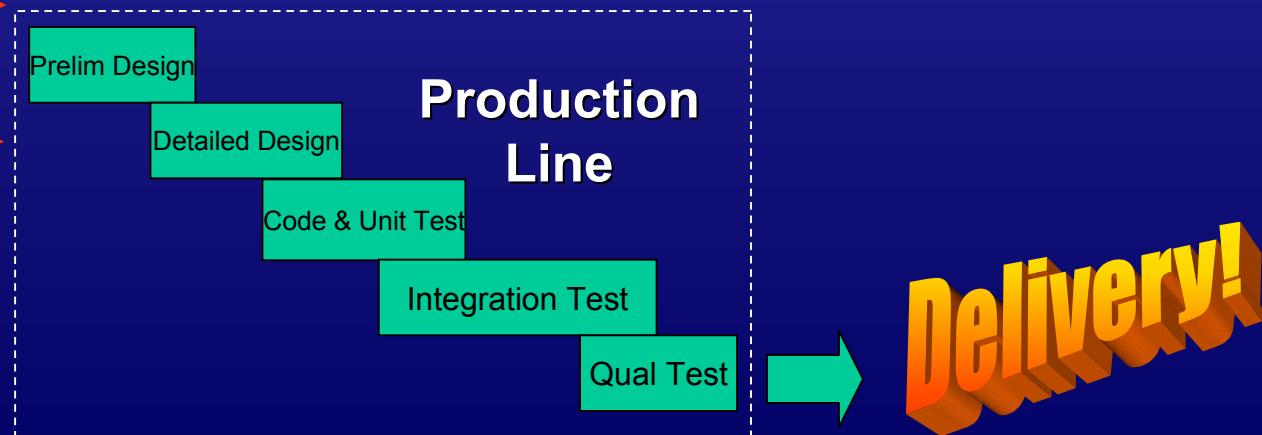 Prelim Design
Production
Line
Detailed Design
Code & Unit Test
Integration Test
Qual Test
Delivery!